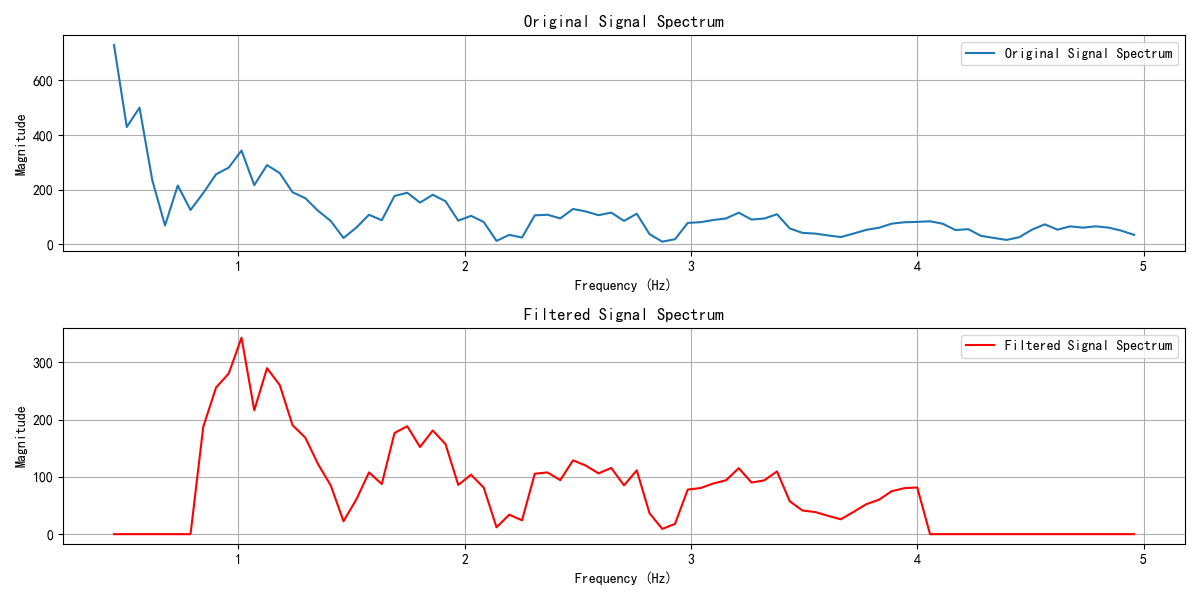 Original Signal Spectrum
Original Signal Spectrum
600
400
200
0
Magnitude
1 2 3 4 5
Frequency (Hz)
Filtered Signal Spectrum
Filtered Signal Spectrum
300
200
100
0
Magnitude
1 2 3 4 5
Frequency (Hz)